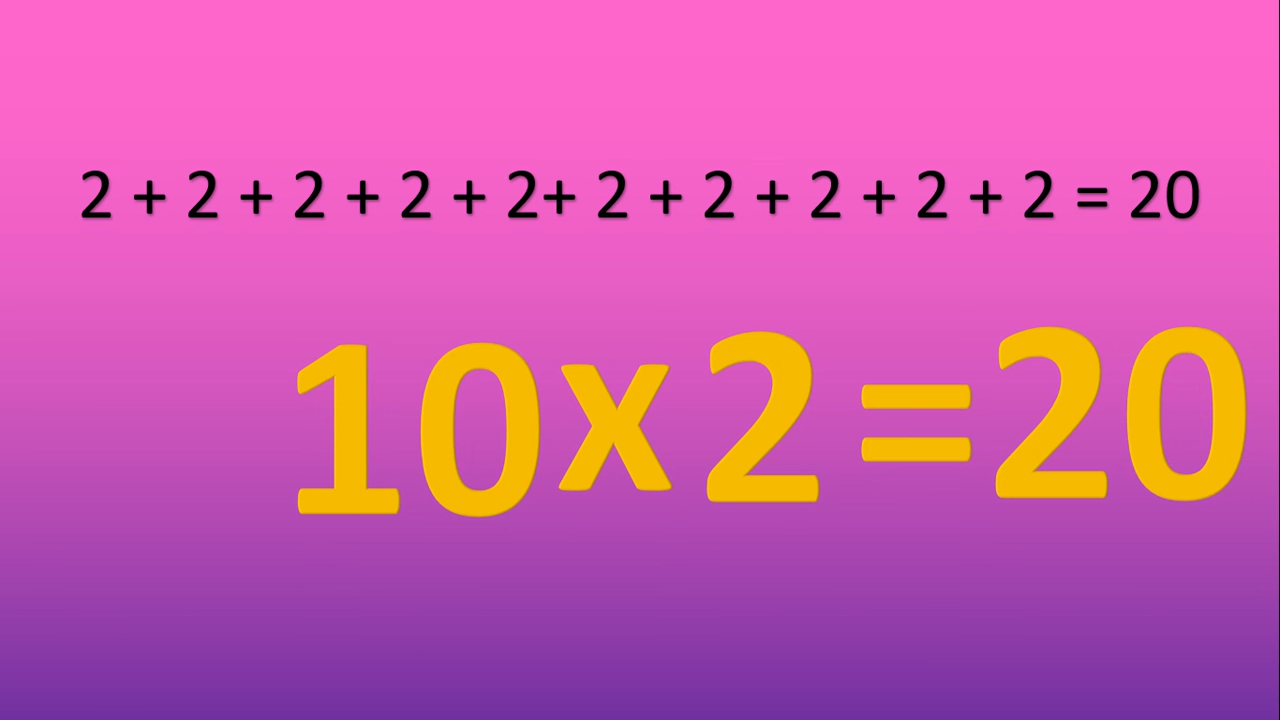 2 + 2 + 2 + 2 + 2+ 2 + 2 + 2 + 2 + 2 = 20
10x2=20